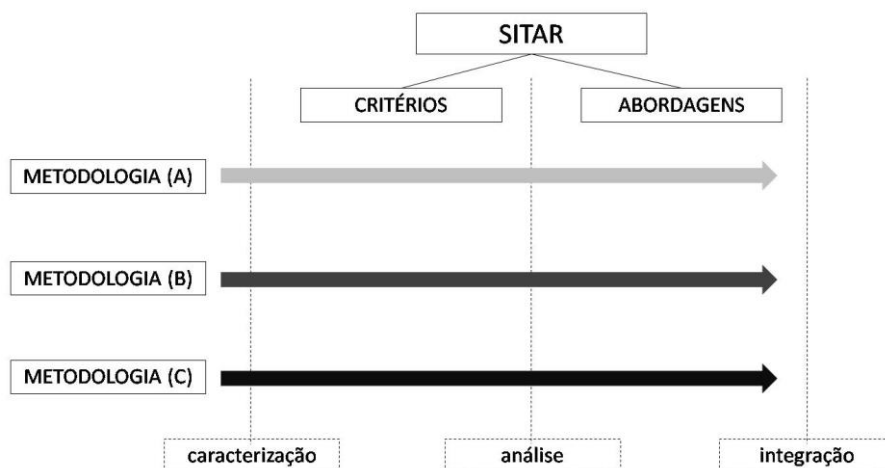 SITAR
CRITÉRIOS
ABORDAGENS
METODOLOGIA (A)
METODOLOGIA (B)
METODOLOGIA (C)
caracterização
análise
integração